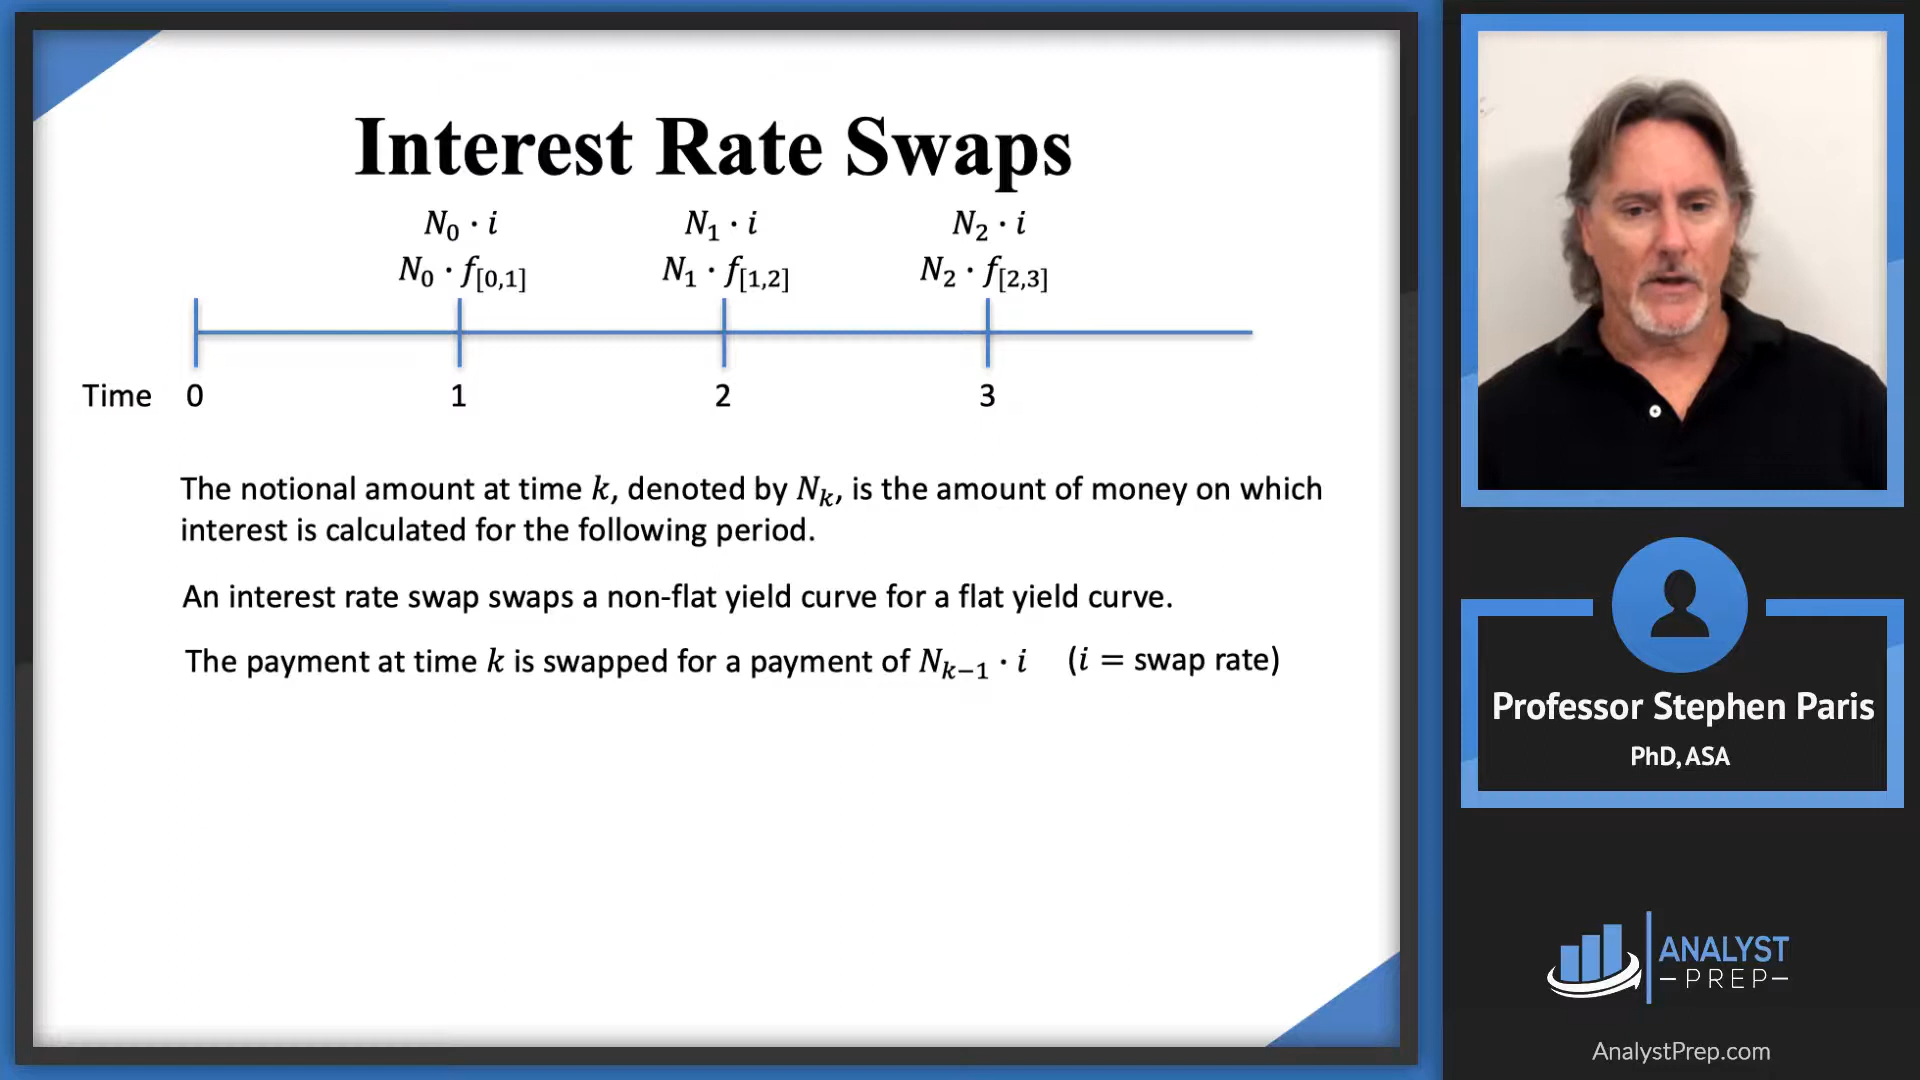 Interest Rate Swaps
N₀ · i N₁ · i N₂ · i
N₀ · f[0,1] N₁ · f[1,2] N₂ · f[2,3]
Time 0 1 2 3
The notional amount at time k, denoted by Nₖ, is the amount of money on which
interest is calculated for the following period.
An interest rate swap swaps a non-flat yield curve for a flat yield curve.
The payment at time k is swapped for a payment of Nₖ₋₁ · i (i = swap rate)
Professor Stephen Paris
PhD, ASA
ANALYST
PREP
AnalystPrep.com